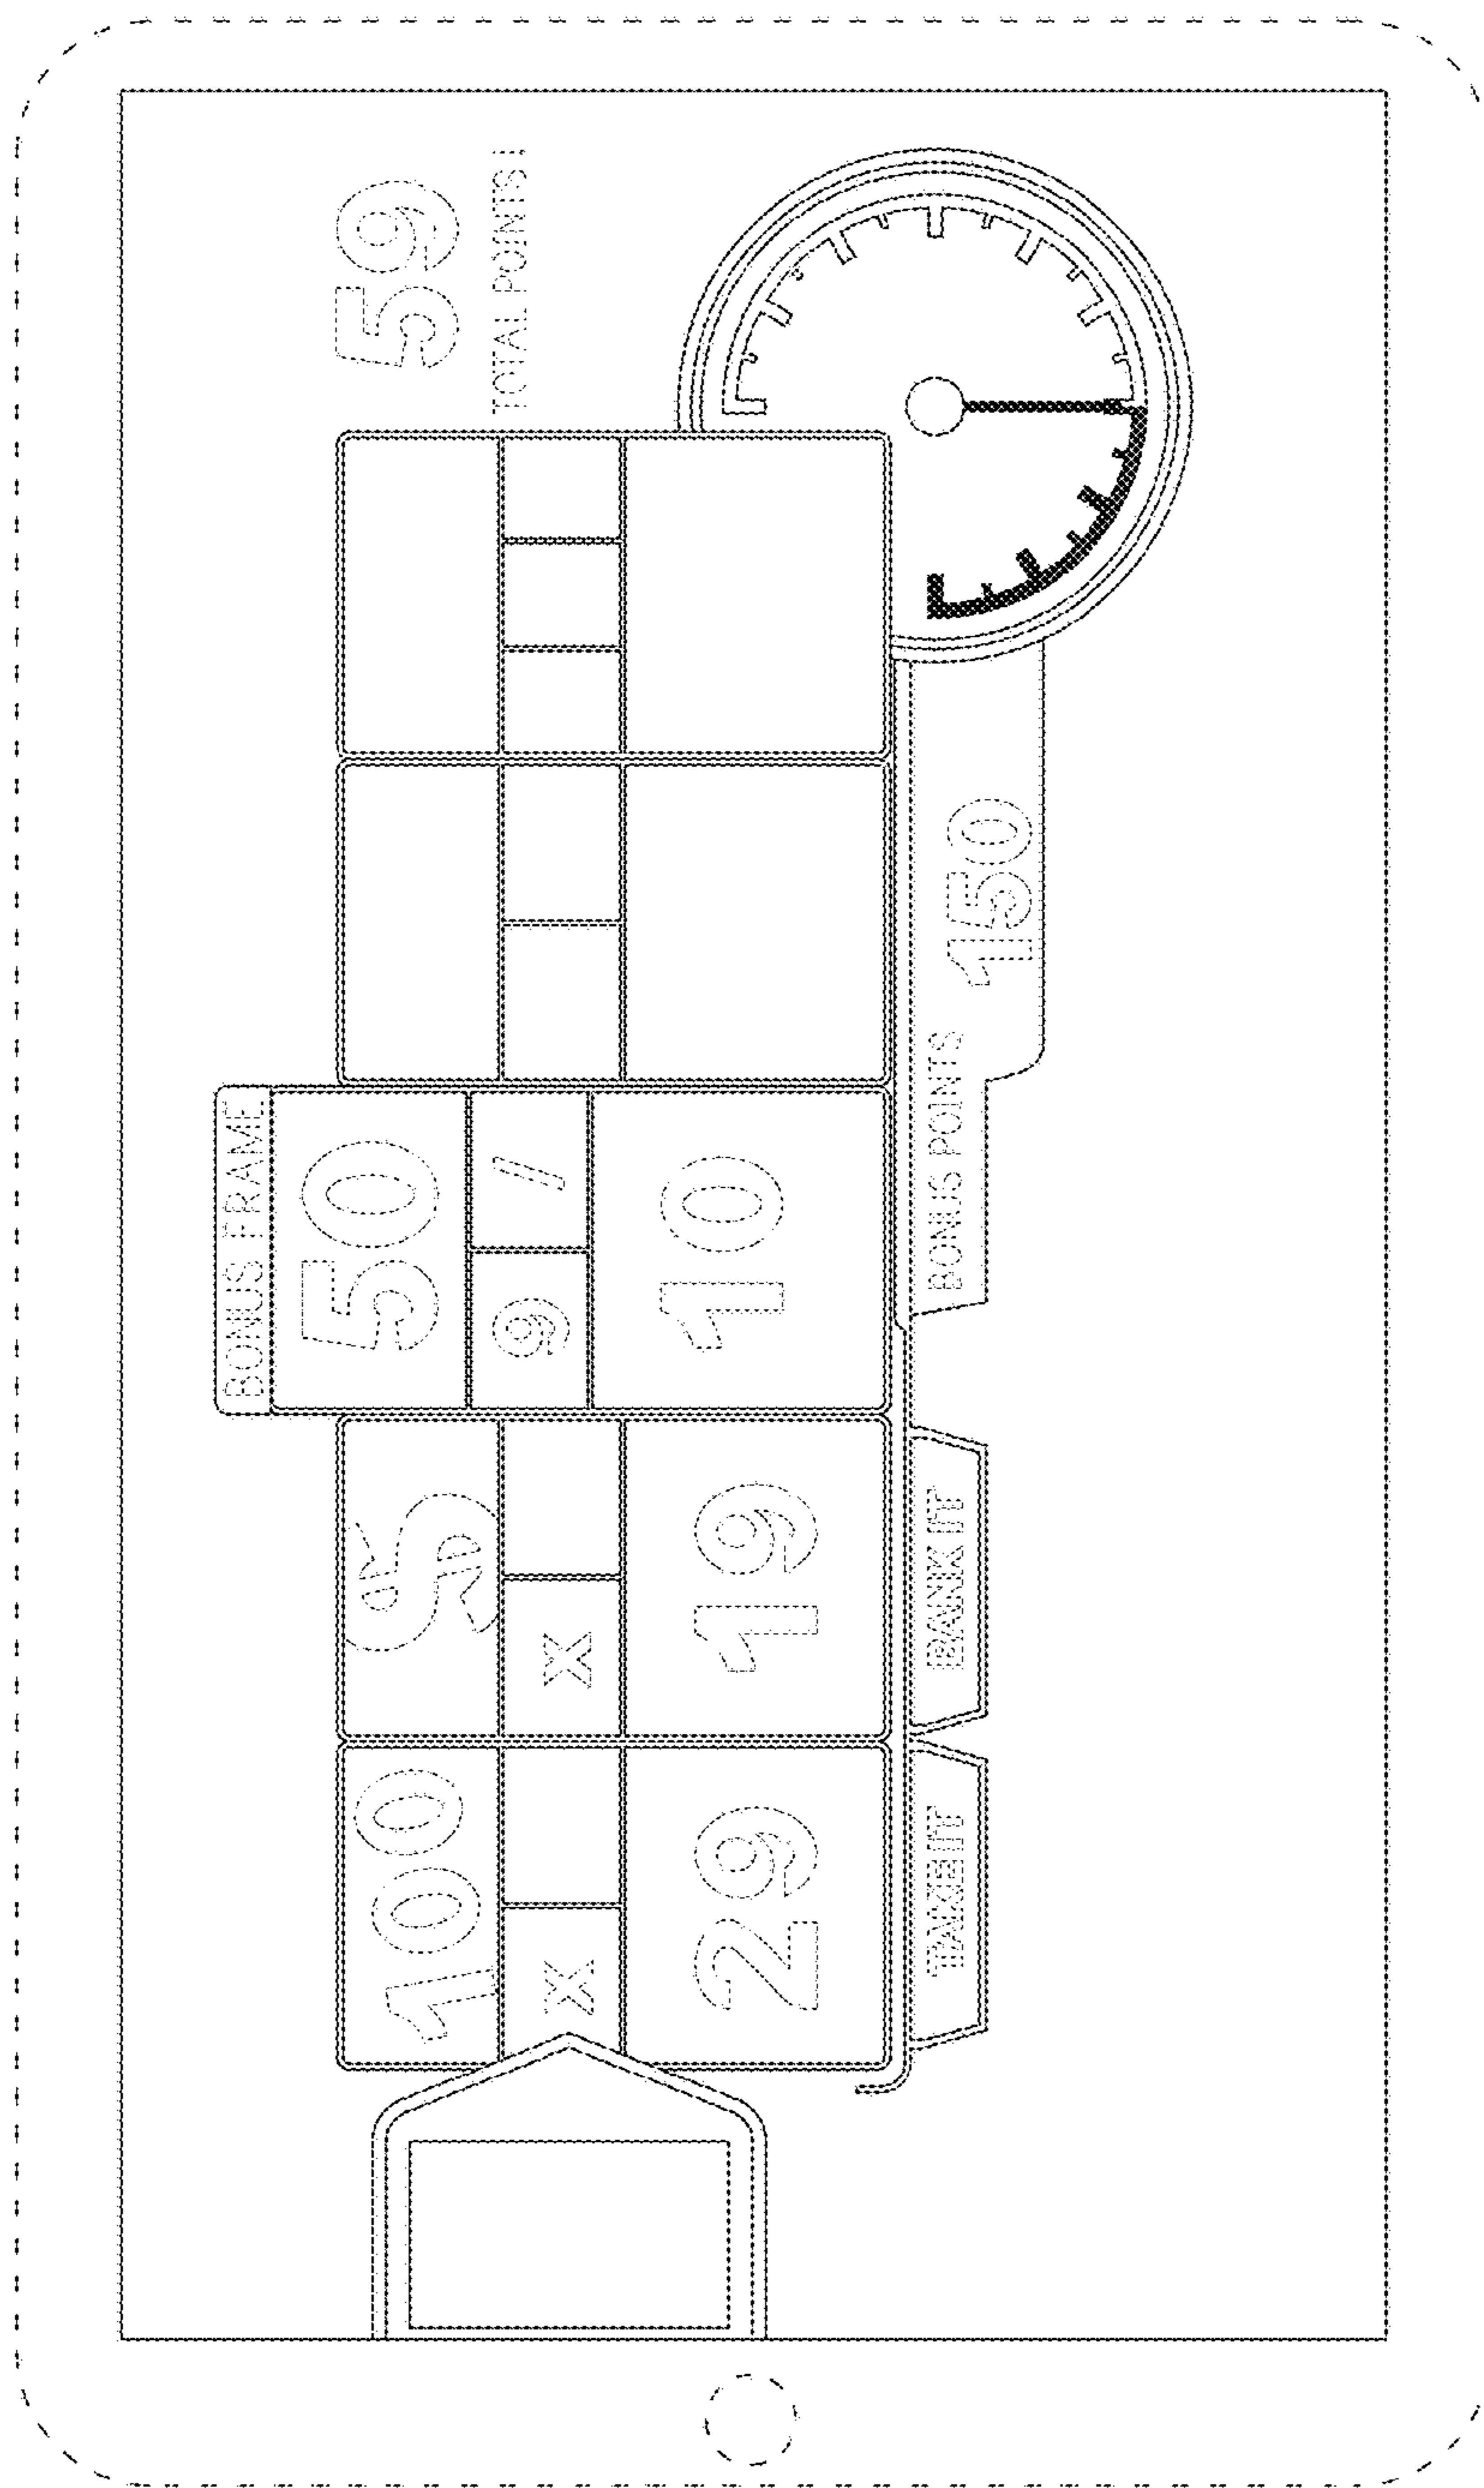 BONUS FRAME
100 $ 50 59
x x 9 / TOTAL POINTS
29 19 10
TAKE IT BANK IT BONUS POINTS 150